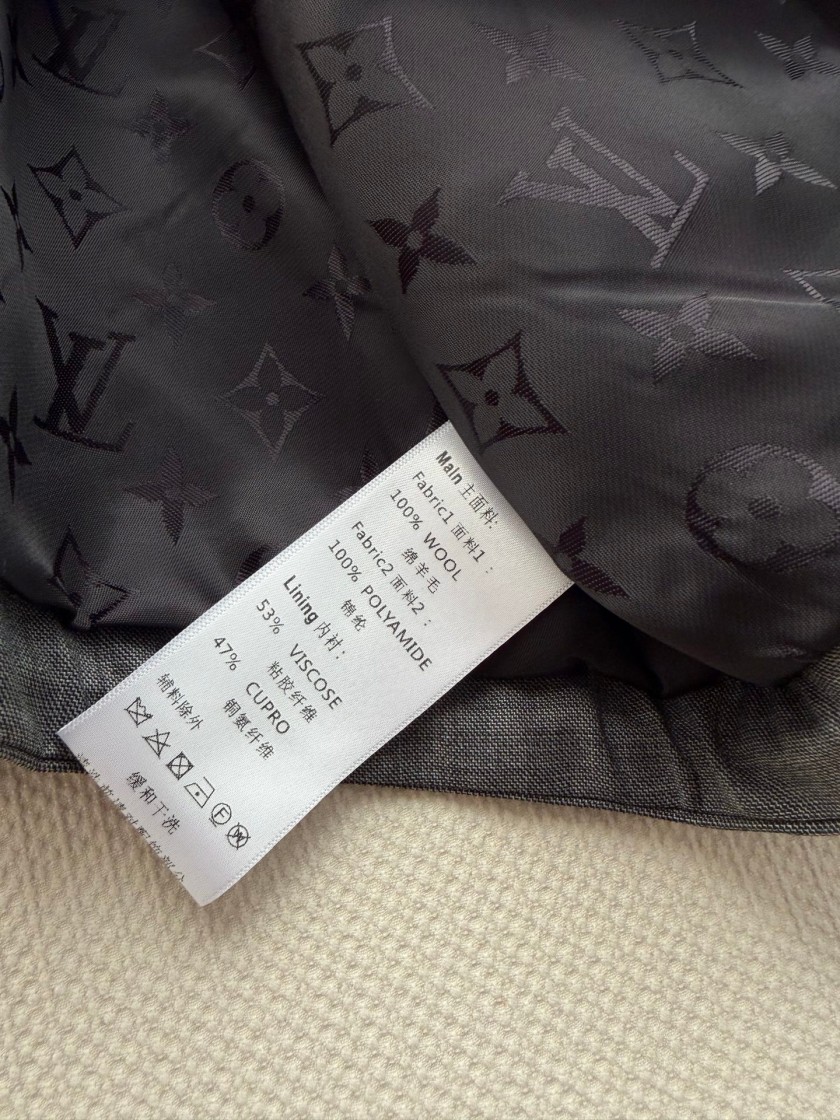 Main 主面料:
Fabric1 面料1：
100% WOOL
绵羊毛
Fabric2 面料2：
100% POLYAMIDE
锦纶
Lining 内衬：
53% VISCOSE
粘胶纤维
47% CUPRO
铜氨纤维
辅料除外
F W
缓和干洗